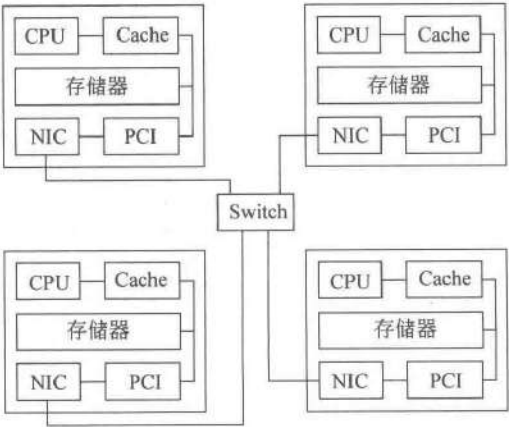 CPU Cache
存储器
NIC PCI
CPU Cache
存储器
NIC PCI
Switch
CPU Cache
存储器
NIC PCI
CPU Cache
存储器
NIC PCI